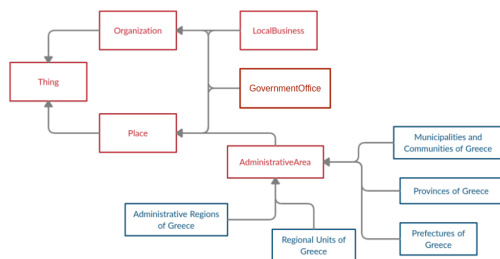 Organization
LocalBusiness
Thing
GovernmentOffice
Place
Municipalities and
Communities of Greece
AdministrativeArea
Provinces of Greece
Administrative Regions
of Greece
Prefectures of
Greece
Regional Units of
Greece